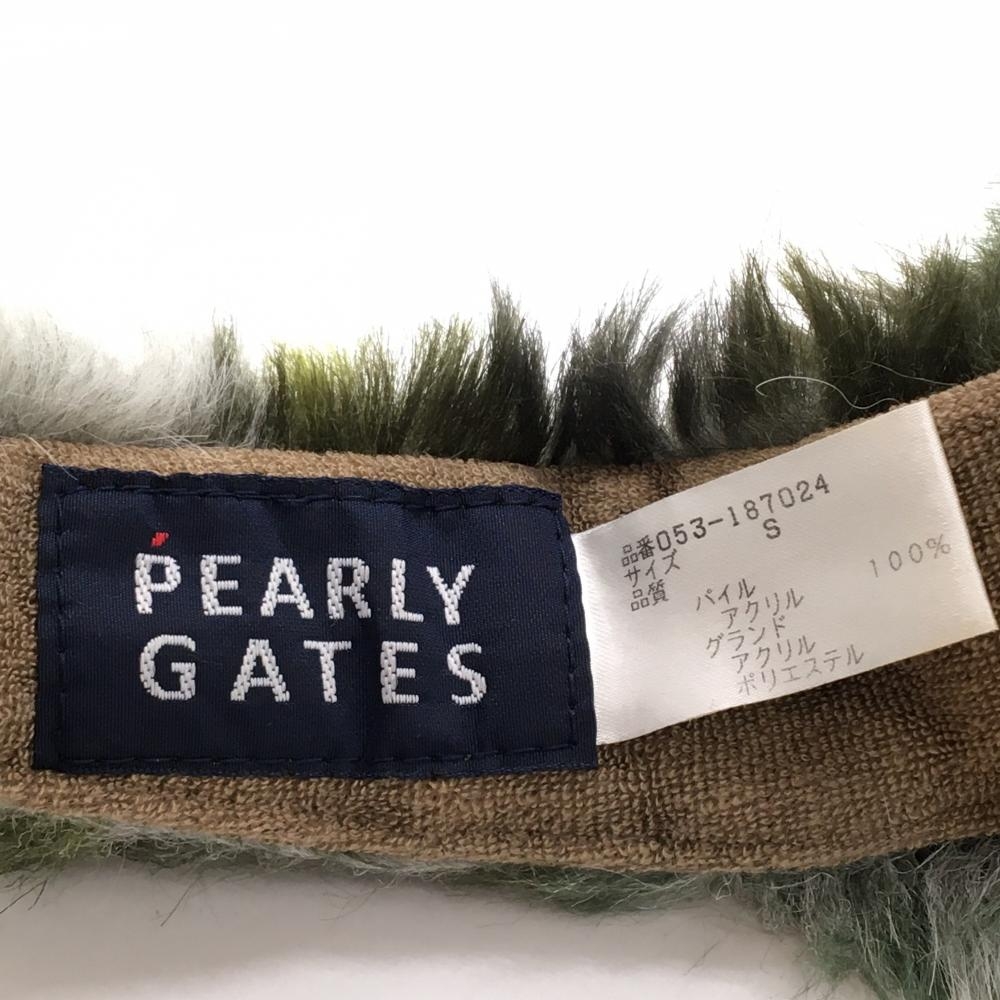 PEARLY
GATES
品番053-187024
サイズ S
品質
パイル
アクリル 100%
グランド
アクリル
ポリエステル